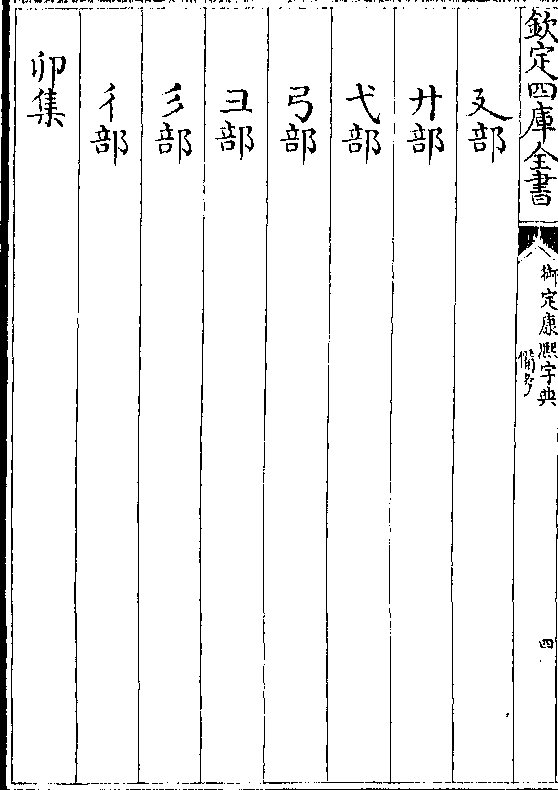 欽定四庫全書
御定康熙字典
備考
四
廴部
廾部
弋部
弓部
彐部
彡部
彳部
卯集